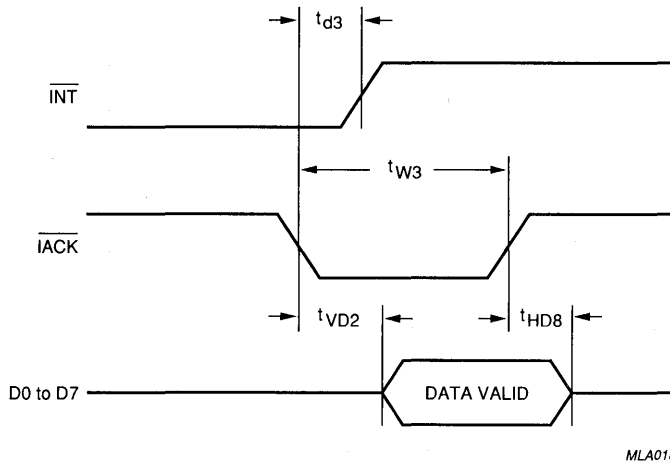 td3
INT
tW3
IACK
tVD2
tHD8
D0 to D7
DATA VALID